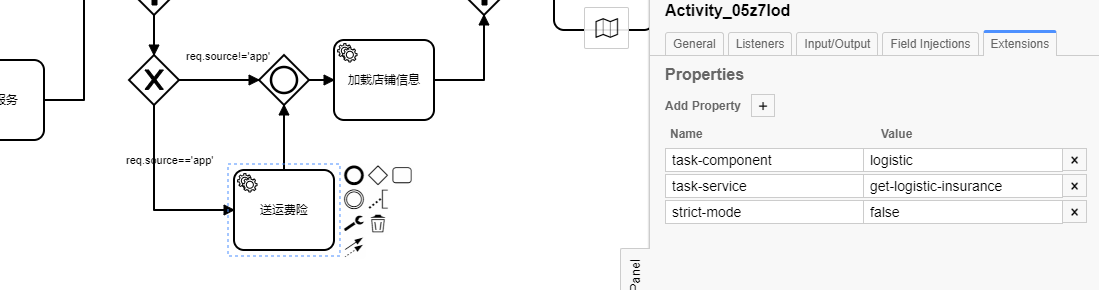 req.source!='app'
加载店铺信息
服务
req.source=='app'
送运费险
Activity_05z7lod
General
Listeners
Input/Output
Field Injections
Extensions
Properties
Add Property +
Name Value
task-component logistic ×
task-service get-logistic-insurance ×
strict-mode false ×
Panel